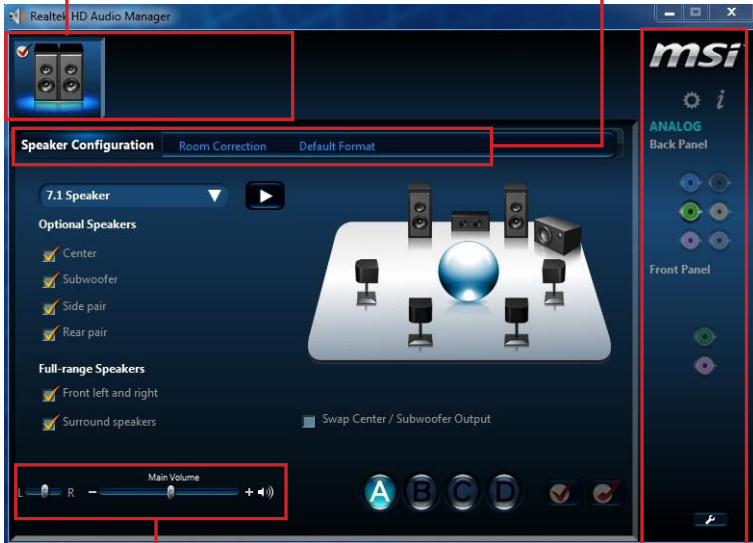 Realtek HD Audio Manager
msi
i
ANALOG
Back Panel
Front Panel
Speaker Configuration
Room Correction
Default Format
7.1 Speaker
Optional Speakers
Center
Subwoofer
Side pair
Rear pair
Full-range Speakers
Front left and right
Surround speakers
Swap Center / Subwoofer Output
Main Volume
L R - +
A B C D